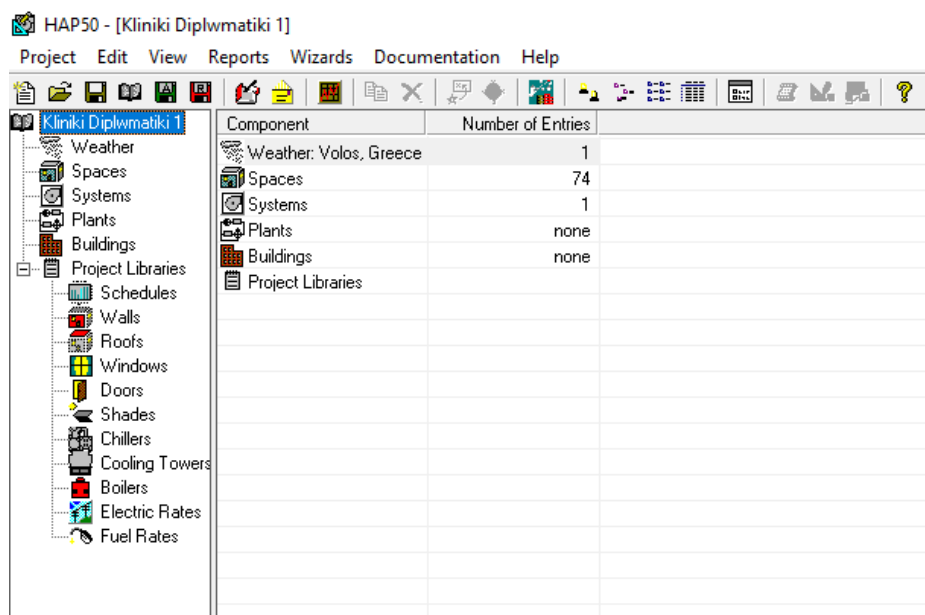 HAP50 - [Kliniki Diplwmatiki 1]
Project Edit View Reports Wizards Documentation Help
Kliniki Diplwmatiki 1
Weather
Spaces
Systems
Plants
Buildings
Project Libraries
Schedules
Walls
Roofs
Windows
Doors
Shades
Chillers
Cooling Towers
Boilers
Electric Rates
Fuel Rates
Component Number of Entries
Weather: Volos, Greece 1
Spaces 74
Systems 1
Plants none
Buildings none
Project Libraries